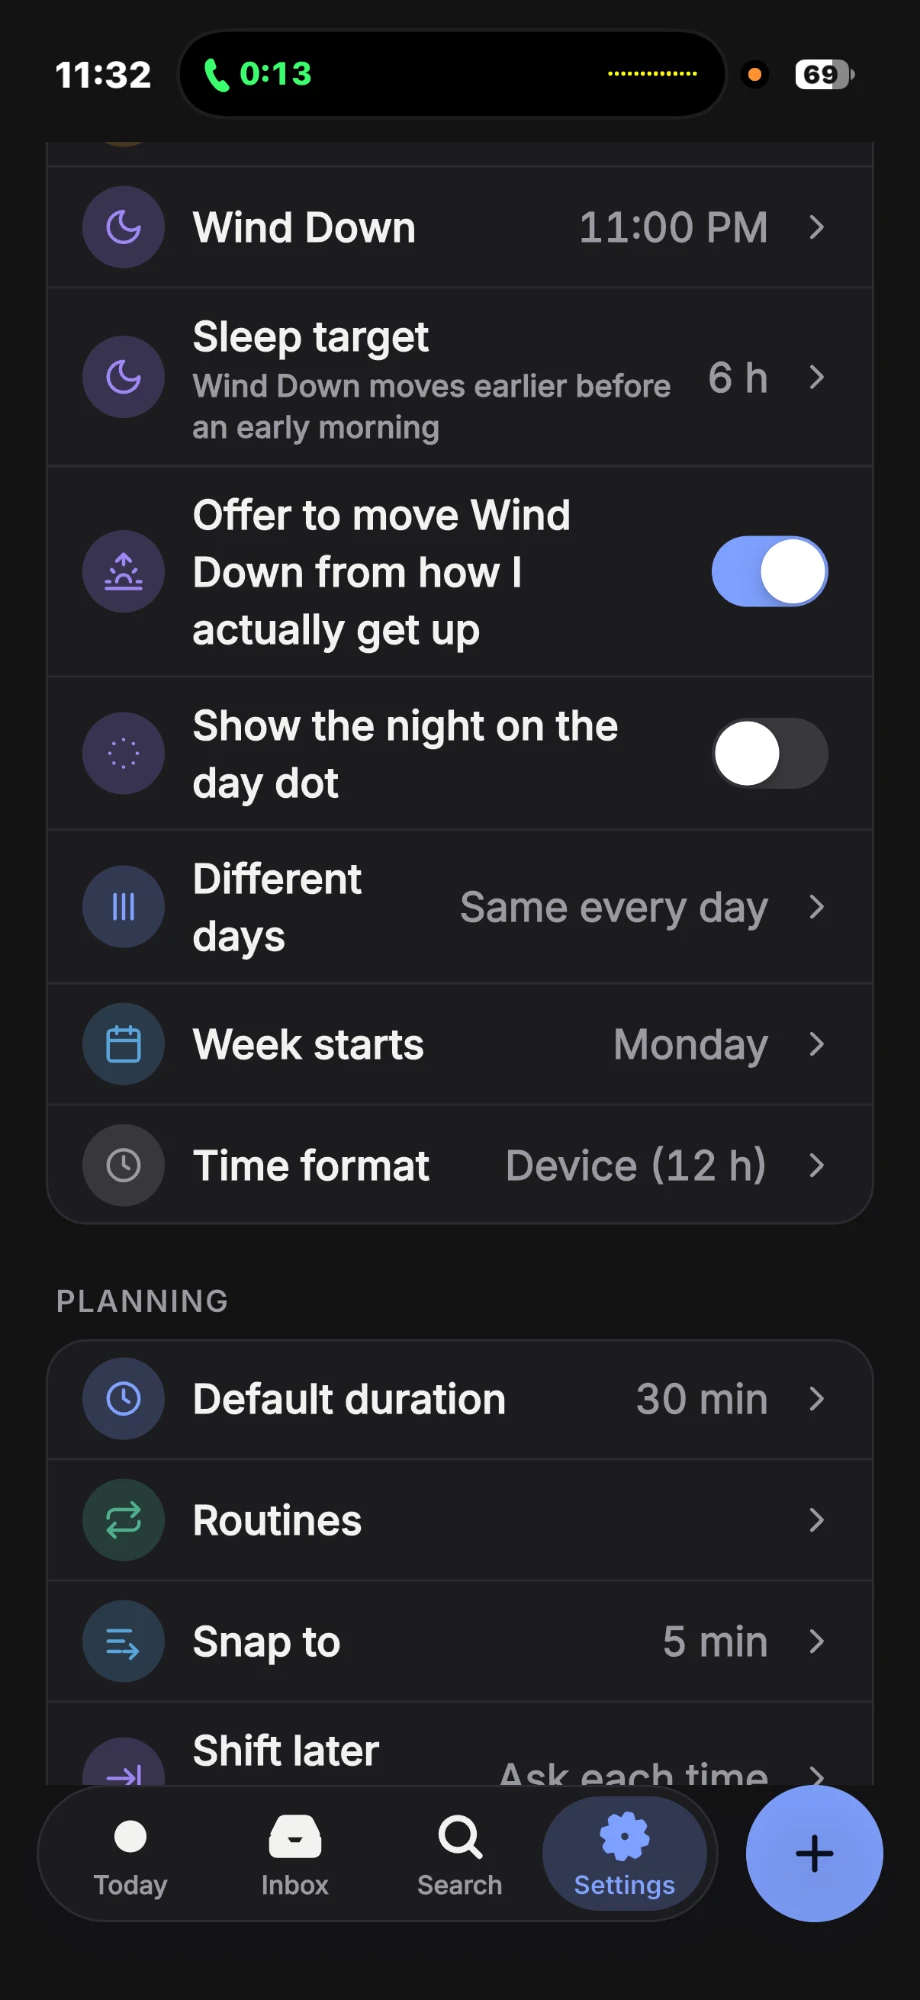 11:32
0:13
69
Wind Down
11:00 PM
Sleep target
Wind Down moves earlier before
an early morning
6 h
Offer to move Wind
Down from how I
actually get up
Show the night on the
day dot
Different
days
Same every day
Week starts
Monday
Time format
Device (12 h)
PLANNING
Default duration
30 min
Routines
Snap to
5 min
Shift later
Ask each time
Today
Inbox
Search
Settings